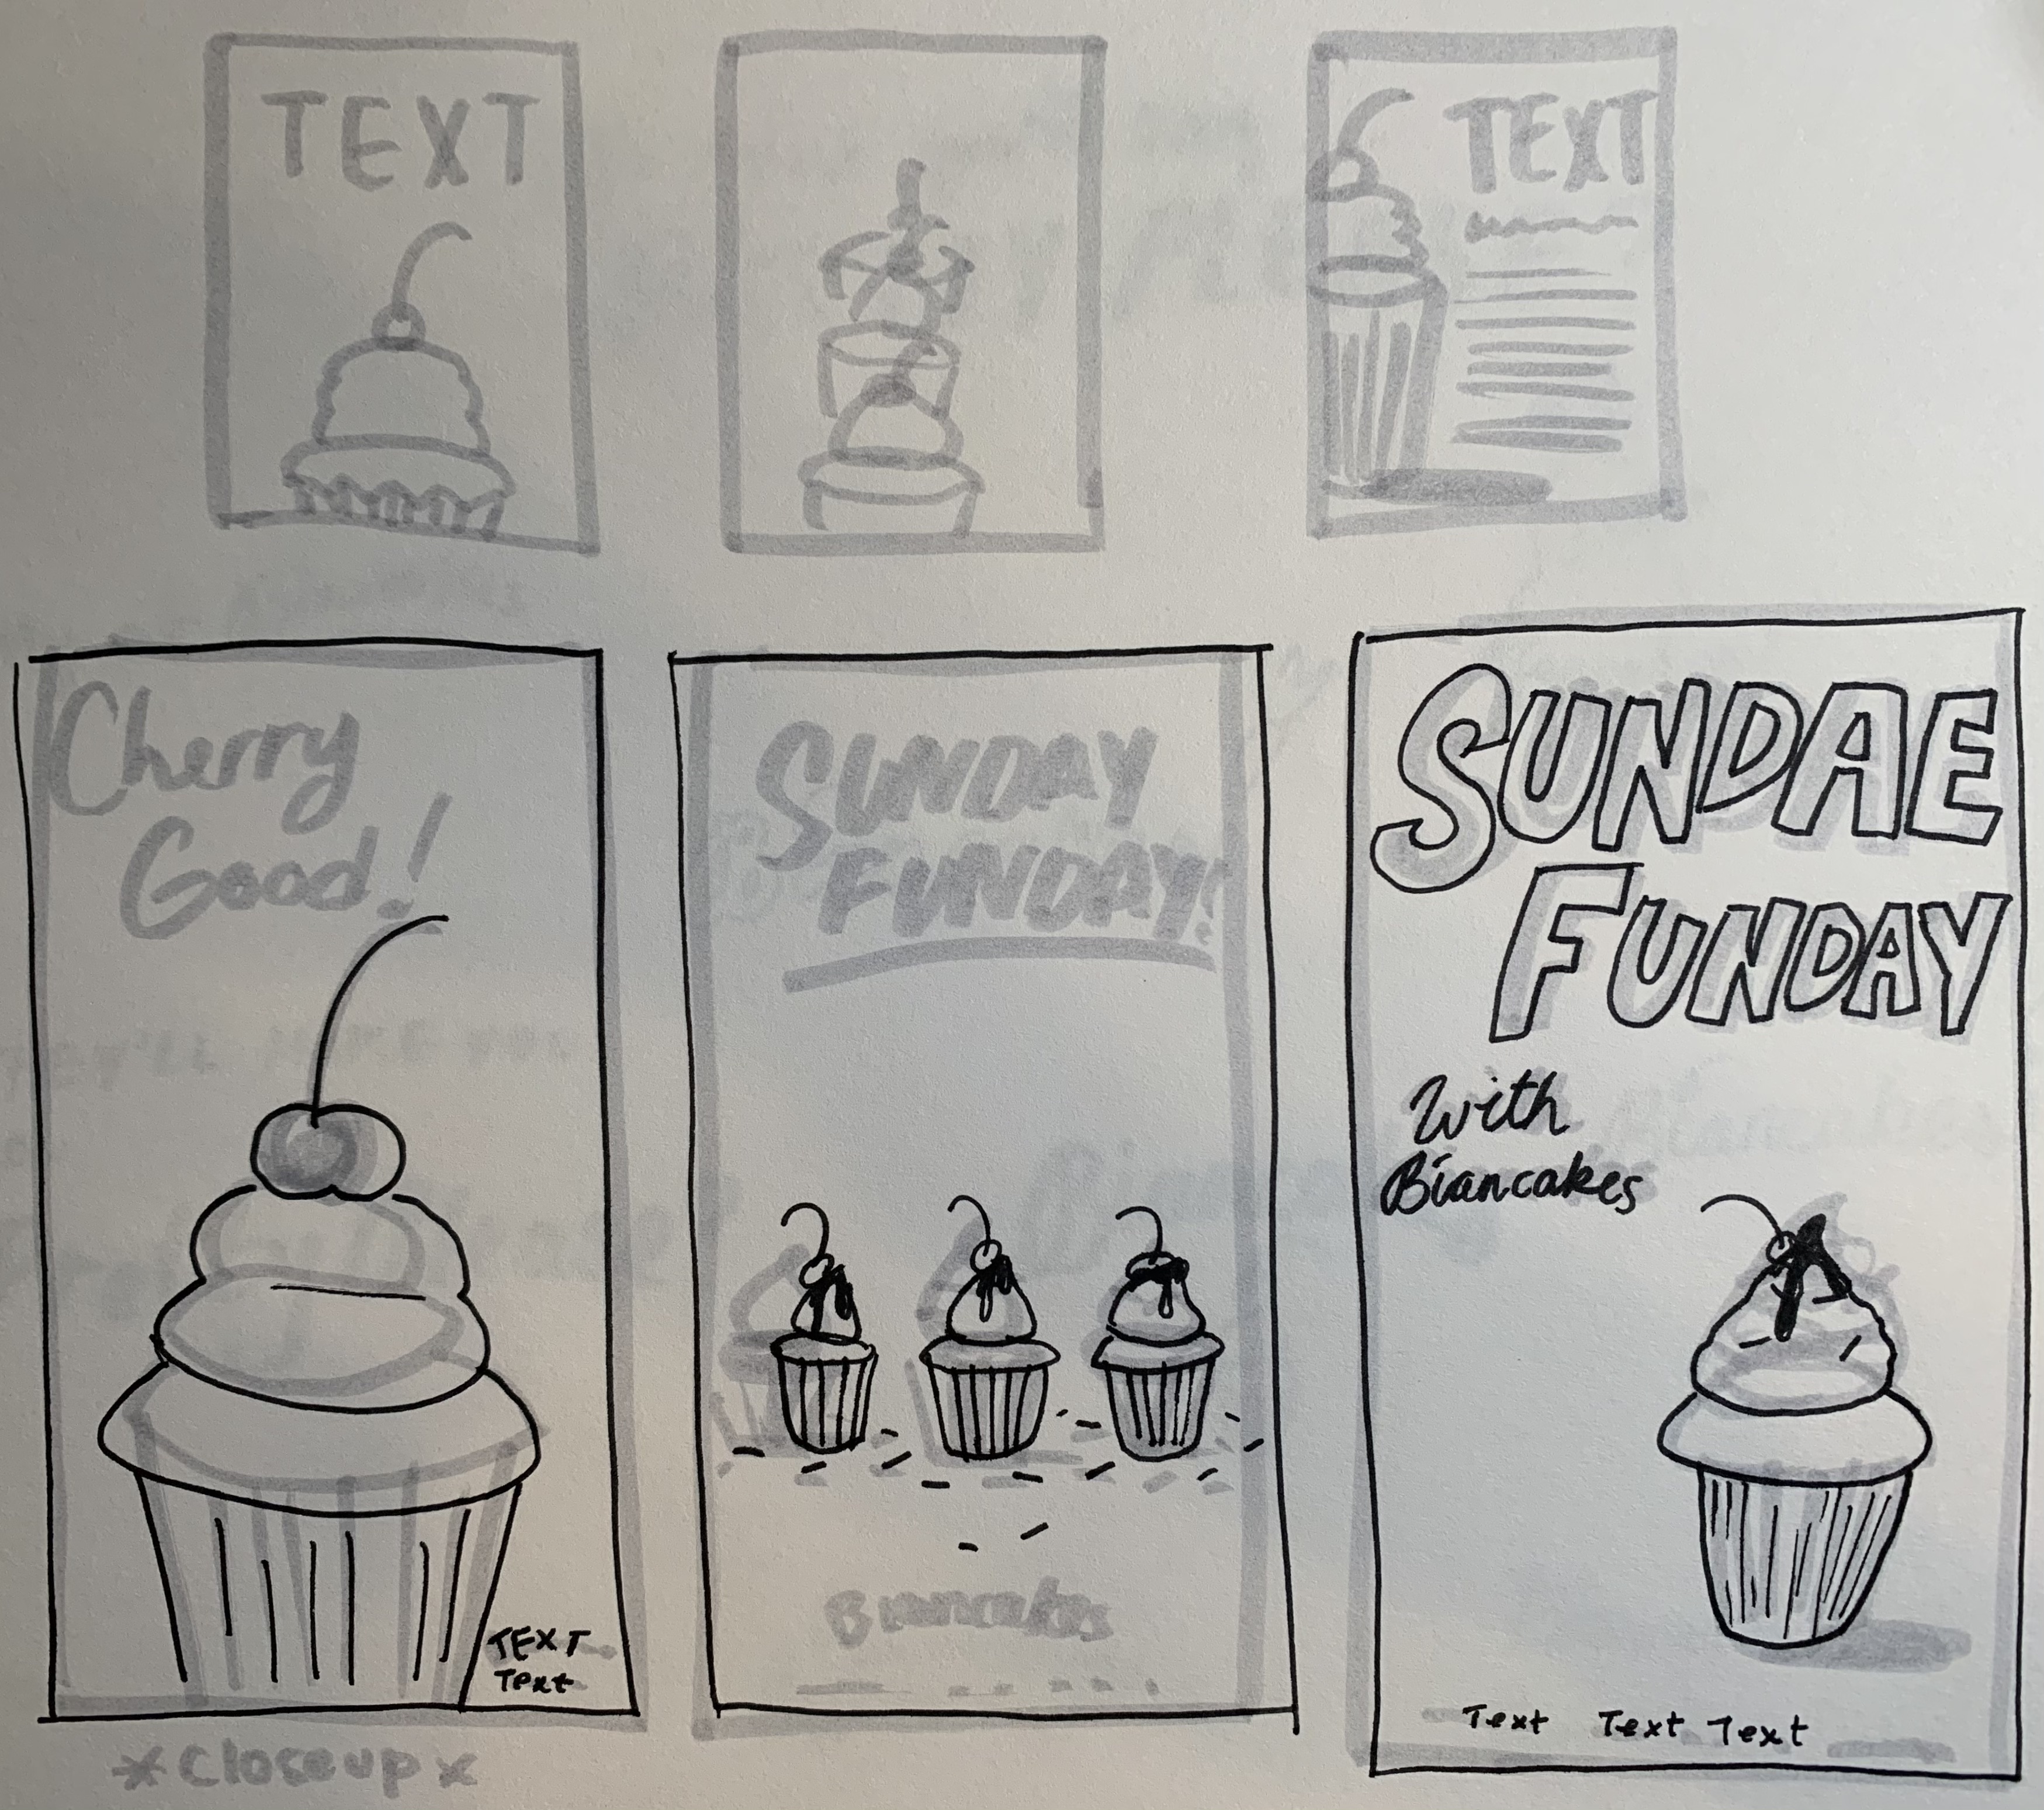 TEXT
TEXT
Cherry
Good!
TEXT
Text
*Closeup*
SUNDAY
FUNDAY!
Biancakes
SUNDAE
FUNDAY
With
Biancakes
Text Text Text